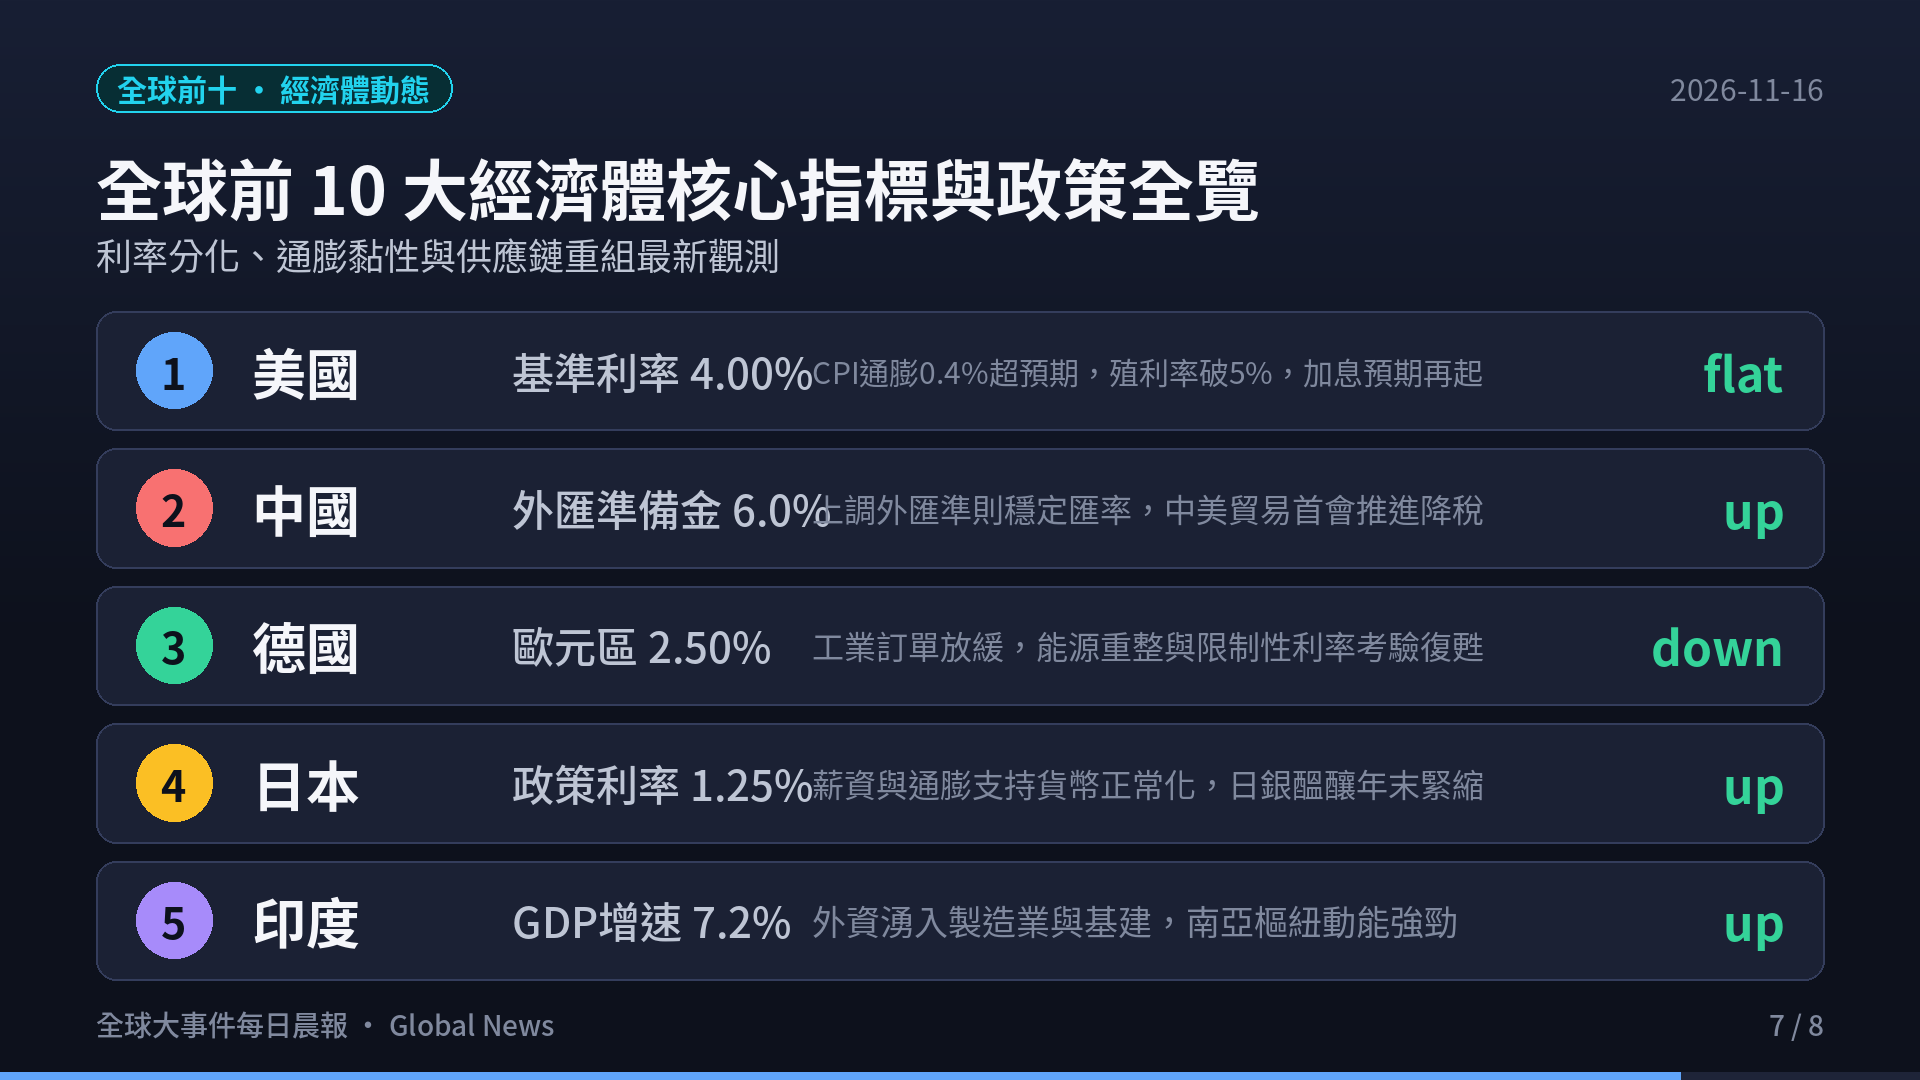 全球前十 • 經濟體動態
2026-11-16
全球前 10 大經濟體核心指標與政策全覽
利率分化、通膨黏性與供應鏈重組最新觀測
1 美國 基準利率 4.00% CPI通膨0.4%超預期，殖利率破5%，加息預期再起 flat
2 中國 外匯準備金 6.0% 上調外匯準則穩定匯率，中美貿易首會推進降稅 up
3 德國 歐元區 2.50% 工業訂單放緩，能源重整與限制性利率考驗復甦 down
4 日本 政策利率 1.25% 薪資與通膨支持貨幣正常化，日銀醞釀年末緊縮 up
5 印度 GDP增速 7.2% 外資湧入製造業與基建，南亞樞紐動能強勁 up
全球大事件每日晨報 • Global News
7 / 8